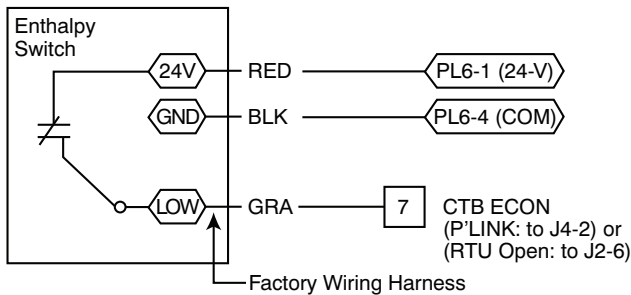 Enthalpy
Switch
24V RED PL6-1 (24-V)
GND BLK PL6-4 (COM)
LOW GRA 7 CTB ECON
(P'LINK: to J4-2) or
(RTU Open: to J2-6)
Factory Wiring Harness